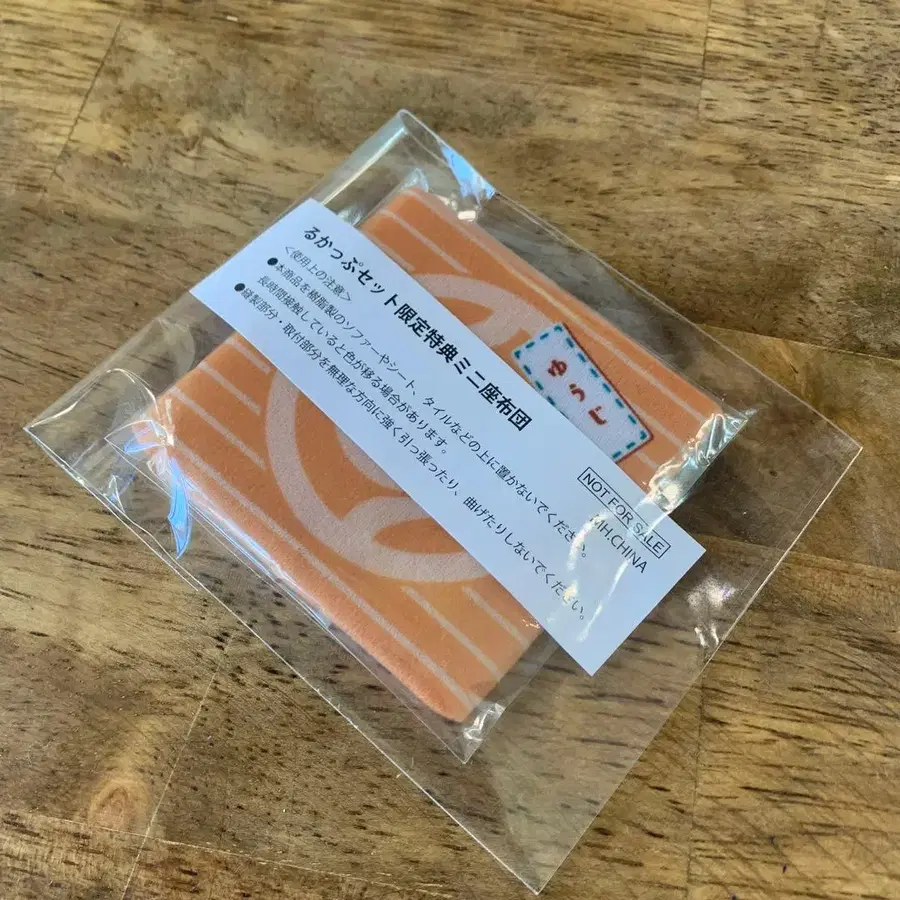 るかっぷセット限定特典ミニ座布団
<使用上の注意>
●本商品を樹脂製のソファーやシート、タイルなどの上に置かないでください。
長時間接触していると色が移る場合があります。
●縫製部分・取付部分を無理な方向に強く引っ張ったり、曲げたりしないでください。
NOT FOR SALE
MH.CHINA